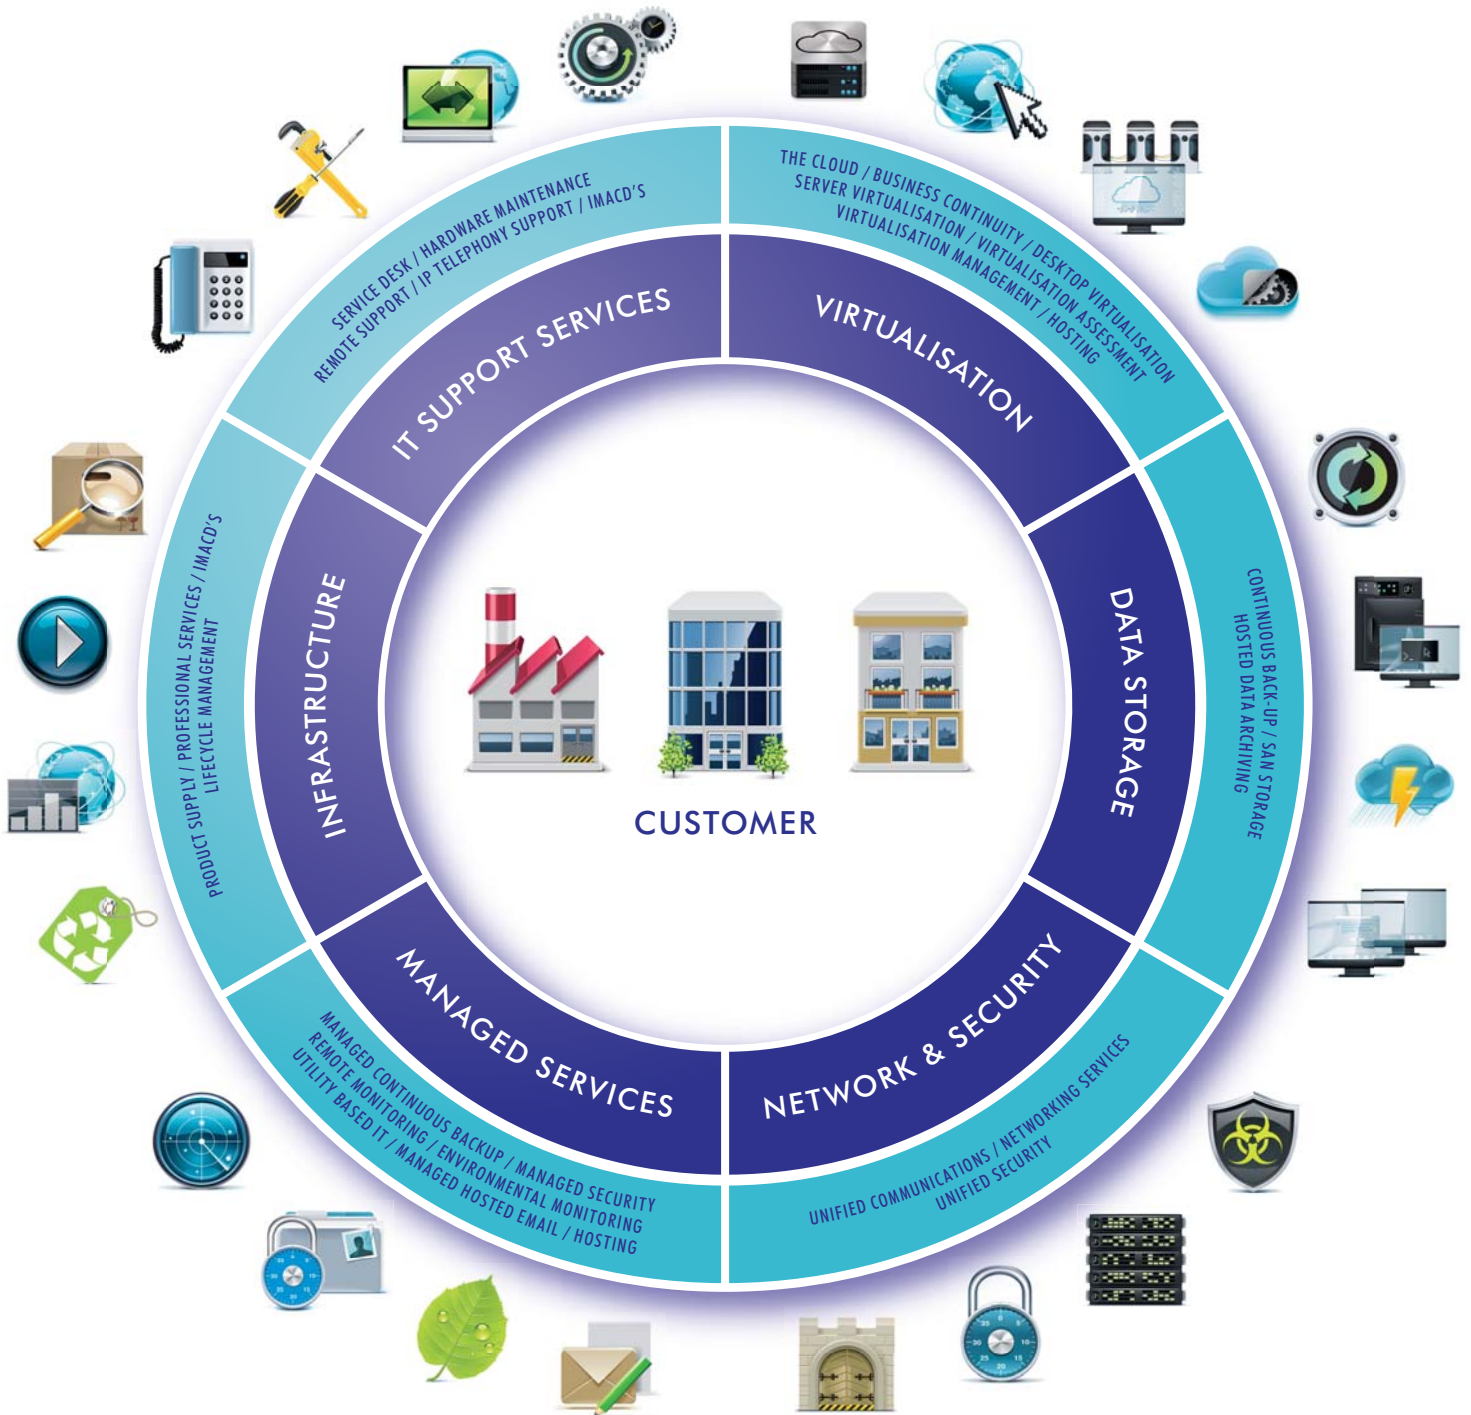 SERVICE DESK / HARDWARE MAINTENANCE
REMOTE SUPPORT / IP TELEPHONY SUPPORT / IMACD'S
IT SUPPORT SERVICES
THE CLOUD / BUSINESS CONTINUITY / DESKTOP VIRTUALISATION
SERVER VIRTUALISATION / VIRTUALISATION ASSESSMENT
VIRTUALISATION MANAGEMENT / HOSTING
VIRTUALISATION
CONTINUOUS BACK-UP / SAN STORAGE
HOSTED DATA ARCHIVING
DATA STORAGE
UNIFIED COMMUNICATIONS / NETWORKING SERVICES
UNIFIED SECURITY
NETWORK & SECURITY
MANAGED SERVICES
MANAGED CONTINUOUS BACKUP / MANAGED SECURITY
REMOTE MONITORING / ENVIRONMENTAL MONITORING
UTILITY BASED IT / MANAGED HOSTED EMAIL / HOSTING
PRODUCT SUPPLY / PROFESSIONAL SERVICES / IMACD'S
LIFECYCLE MANAGEMENT
INFRASTRUCTURE
CUSTOMER